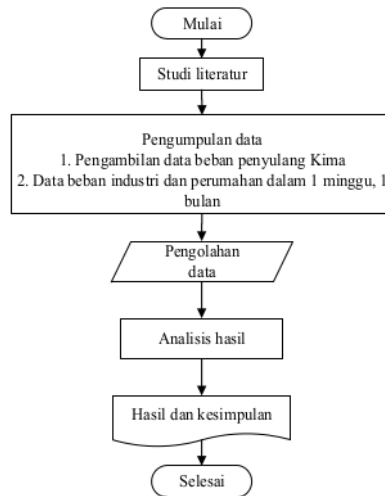 Mulai
Studi literatur
Pengumpulan data
1. Pengambilan data beban penyulang Kima
2. Data beban industri dan perumahan dalam 1 minggu, 1
bulan
Pengolahan
data
Analisis hasil
Hasil dan kesimpulan
Selesai